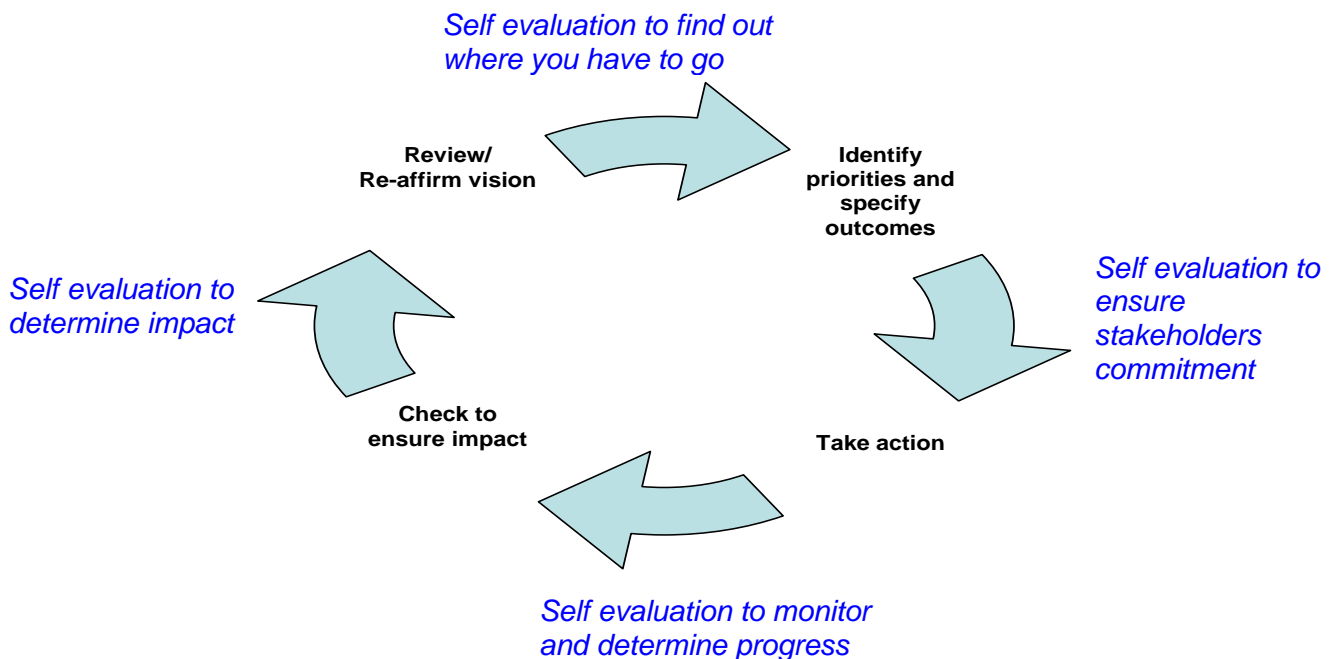 Self evaluation to find out
where you have to go
Review/
Re-affirm vision
Identify
priorities and
specify
outcomes
Self evaluation to
ensure
stakeholders
commitment
Self evaluation to
determine impact
Check to
ensure impact
Take action
Self evaluation to monitor
and determine progress